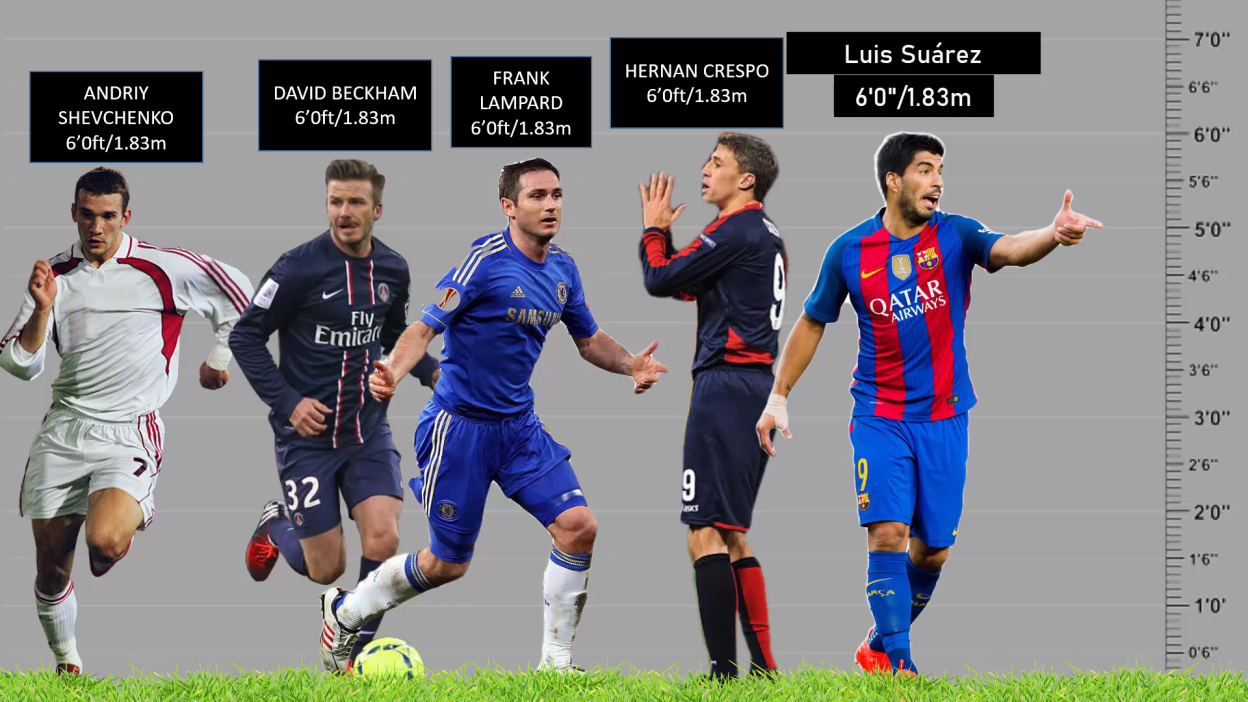 ANDRIY
SHEVCHENKO
6’0ft/1.83m
DAVID BECKHAM
6’0ft/1.83m
FRANK
LAMPARD
6’0ft/1.83m
HERNAN CRESPO
6’0ft/1.83m
Luis Suárez
6'0"/1.83m
7'0"
6'6"
6'0"
5'6"
5'0"
4'6"
4'0"
3'6"
3'0"
2'6"
2'0"
1'6"
1'0'
0'6"
7
Fly
Emirates
32
SAMSUNG
9
9
ASICS
QATAR
AIRWAYS
9